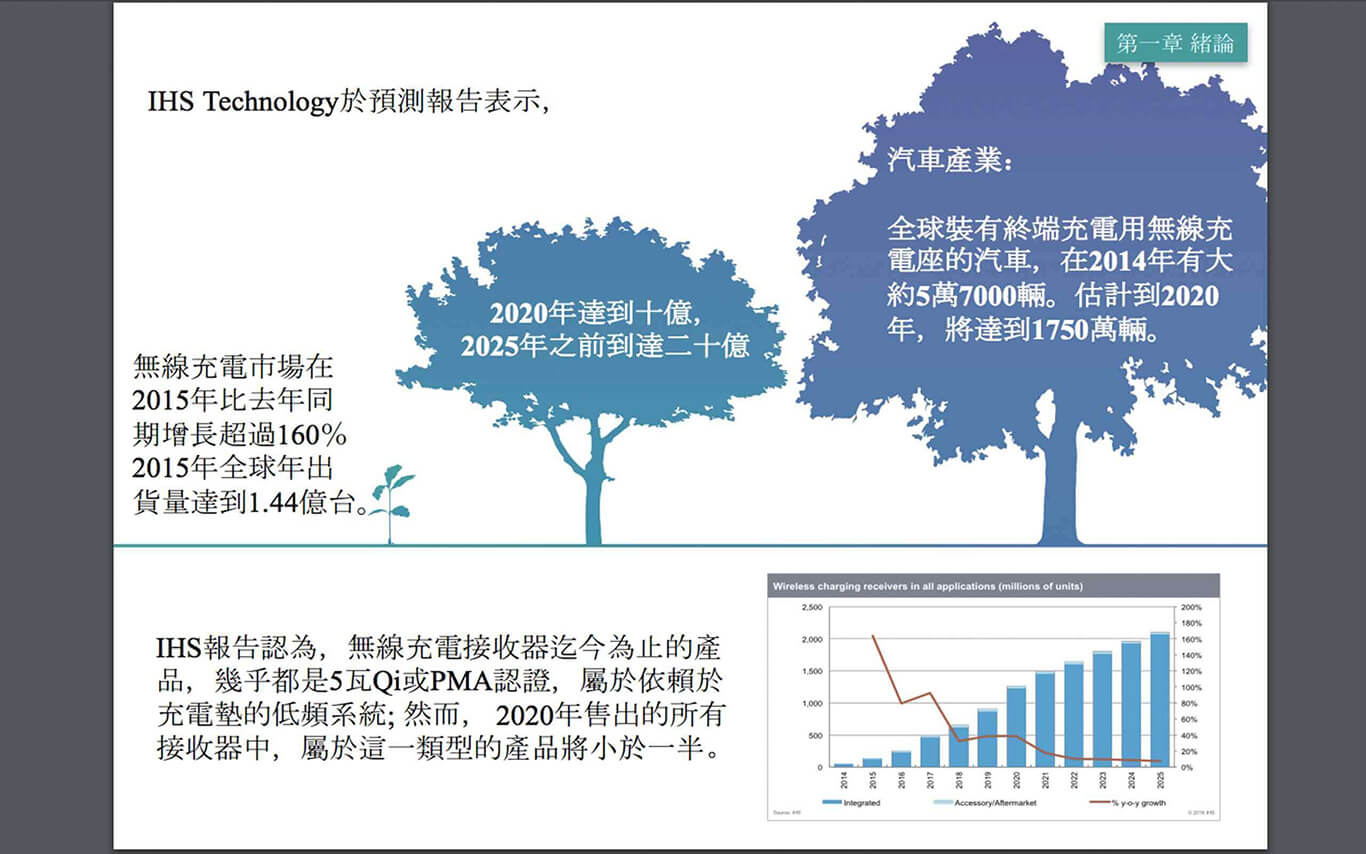 第一章 緒論
IHS Technology於預測報告表示,
汽車產業:
全球裝有終端充電用無線充
電座的汽車, 在2014年有大
約5萬7000輛。估計到2020
年, 將達到1750萬輛。
2020年達到十億,
2025年之前到達二十億
無線充電市場在
2015年比去年同
期增長超過160%
2015年全球年出
貨量達到1.44億台。
IHS報告認為, 無線充電接收器迄今為止的產
品, 幾乎都是5瓦Qi或PMA認證, 屬於依賴於
充電墊的低頻系統; 然而, 2020年售出的所有
接收器中, 屬於這一類型的產品將小於一半。
Wireless charging receivers in all applications (millions of units)
2,500
2,000
1,500
1,000
500
0
200%
180%
160%
140%
120%
100%
80%
60%
40%
20%
0%
2014
2015
2016
2017
2018
2019
2020
2021
2022
2023
2024
2025
Integrated
Accessory/Aftermarket
% y-o-y growth
Source: IHS
© 2016 IHS